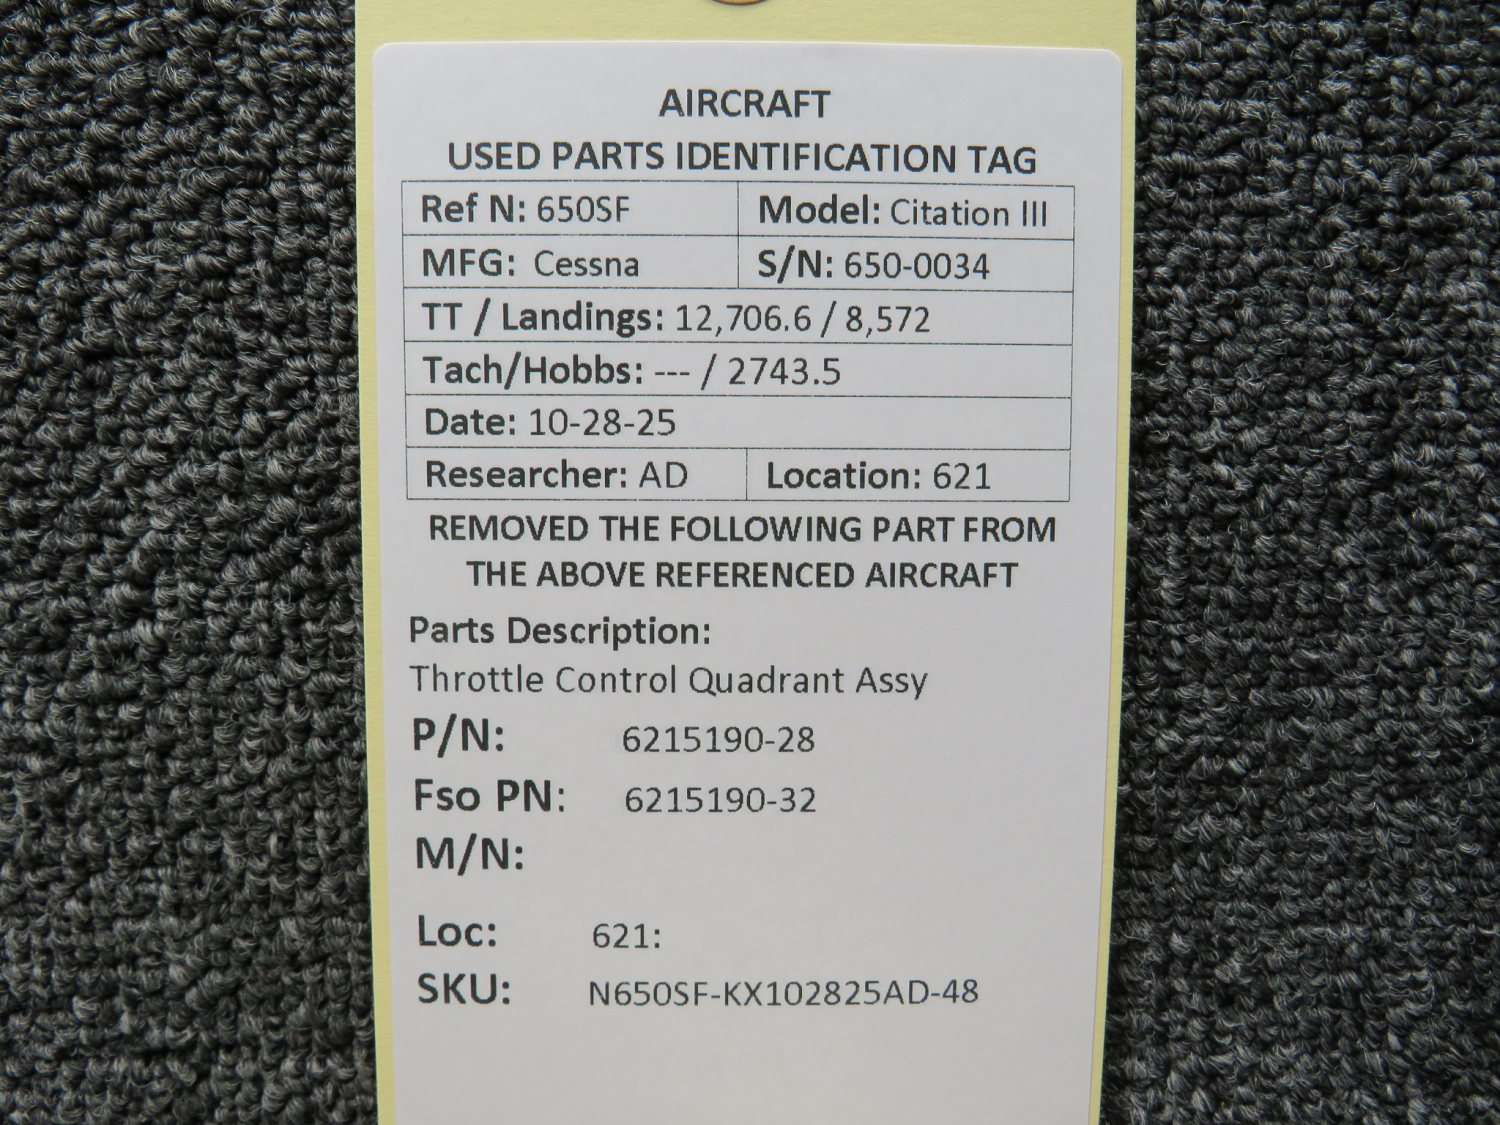 AIRCRAFT
USED PARTS IDENTIFICATION TAG
Ref N: 650SF Model: Citation III
MFG: Cessna S/N: 650-0034
TT / Landings: 12,706.6 / 8,572
Tach/Hobbs: --- / 2743.5
Date: 10-28-25
Researcher: AD Location: 621
REMOVED THE FOLLOWING PART FROM
THE ABOVE REFERENCED AIRCRAFT
Parts Description:
Throttle Control Quadrant Assy
P/N: 6215190-28
Fso PN: 6215190-32
M/N:
Loc: 621:
SKU: N650SF-KX102825AD-48